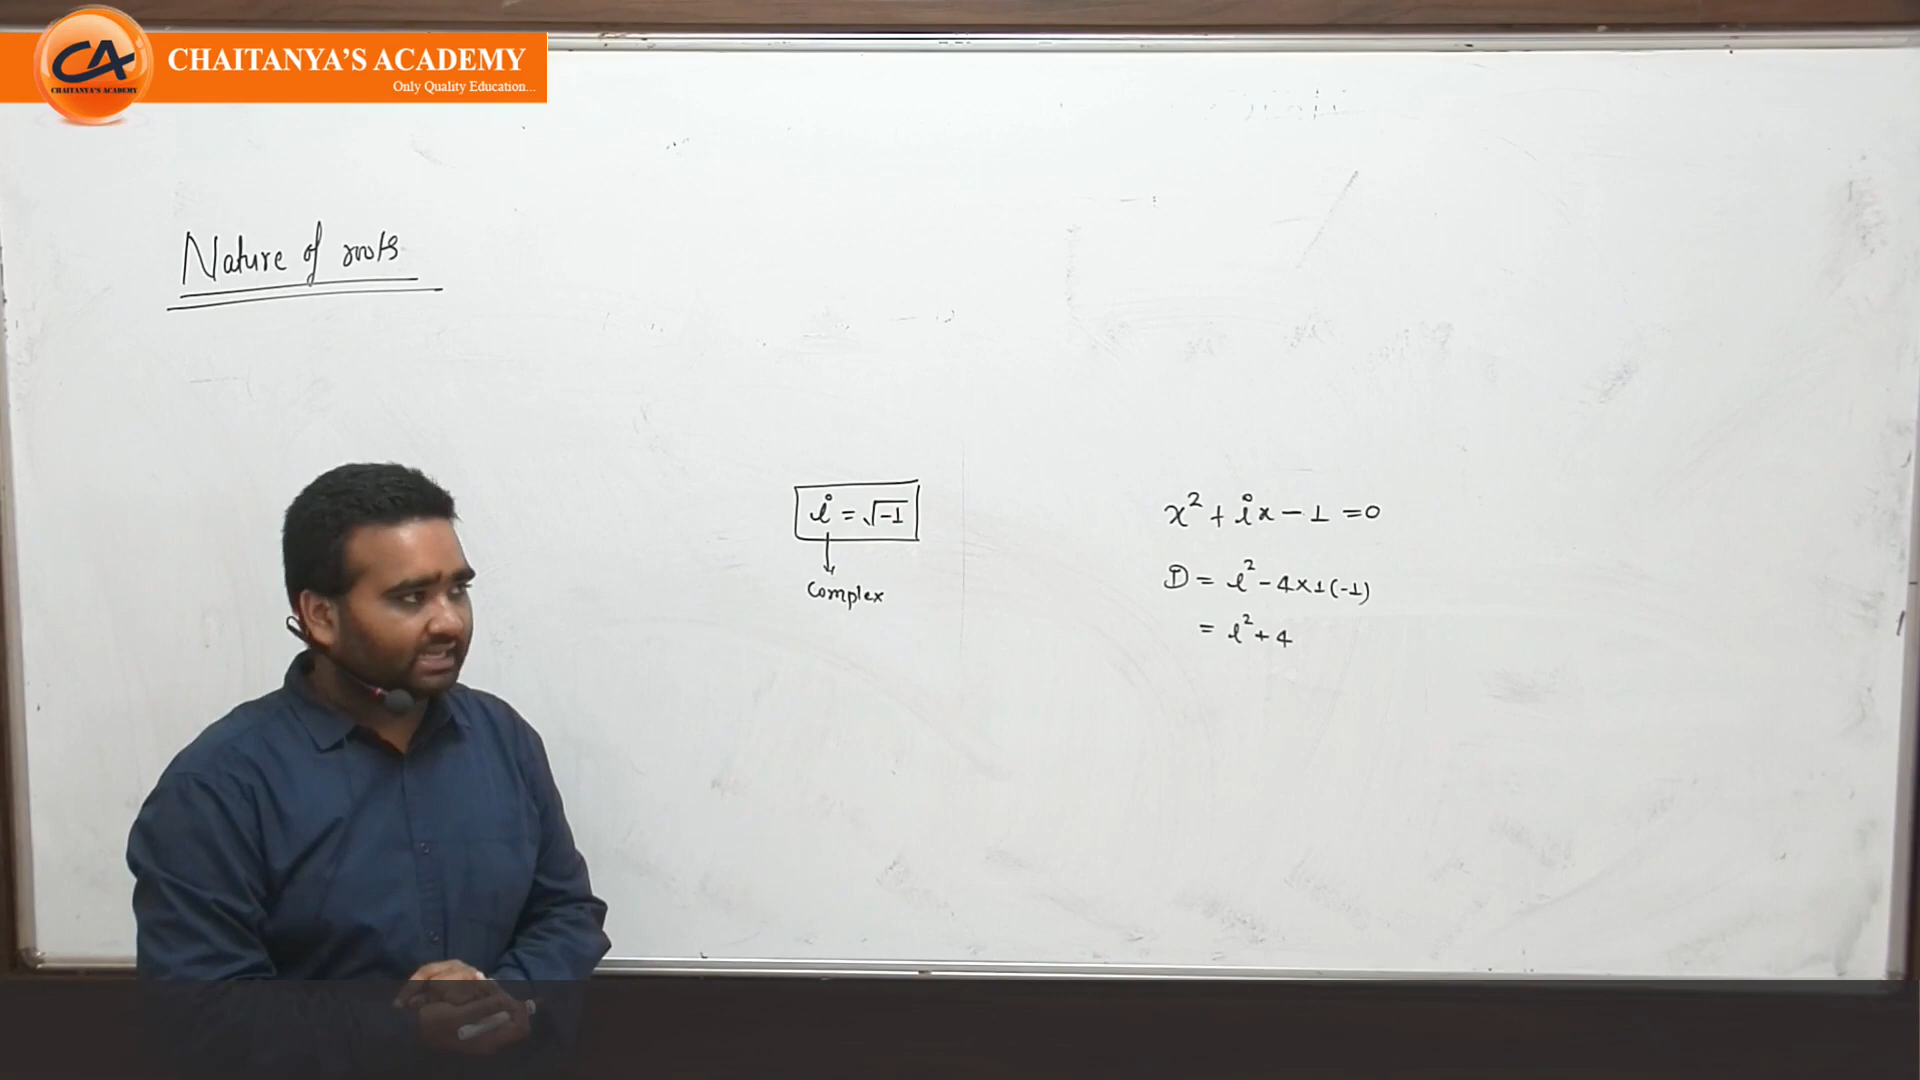 CHAITANYA'S ACADEMY
Only Quality Education...
CA
CHAITANYA'S ACADEMY
Nature of roots
i = √-1
Complex
x² + ix - 1 = 0
D = i² - 4×1(-1)
= i² + 4